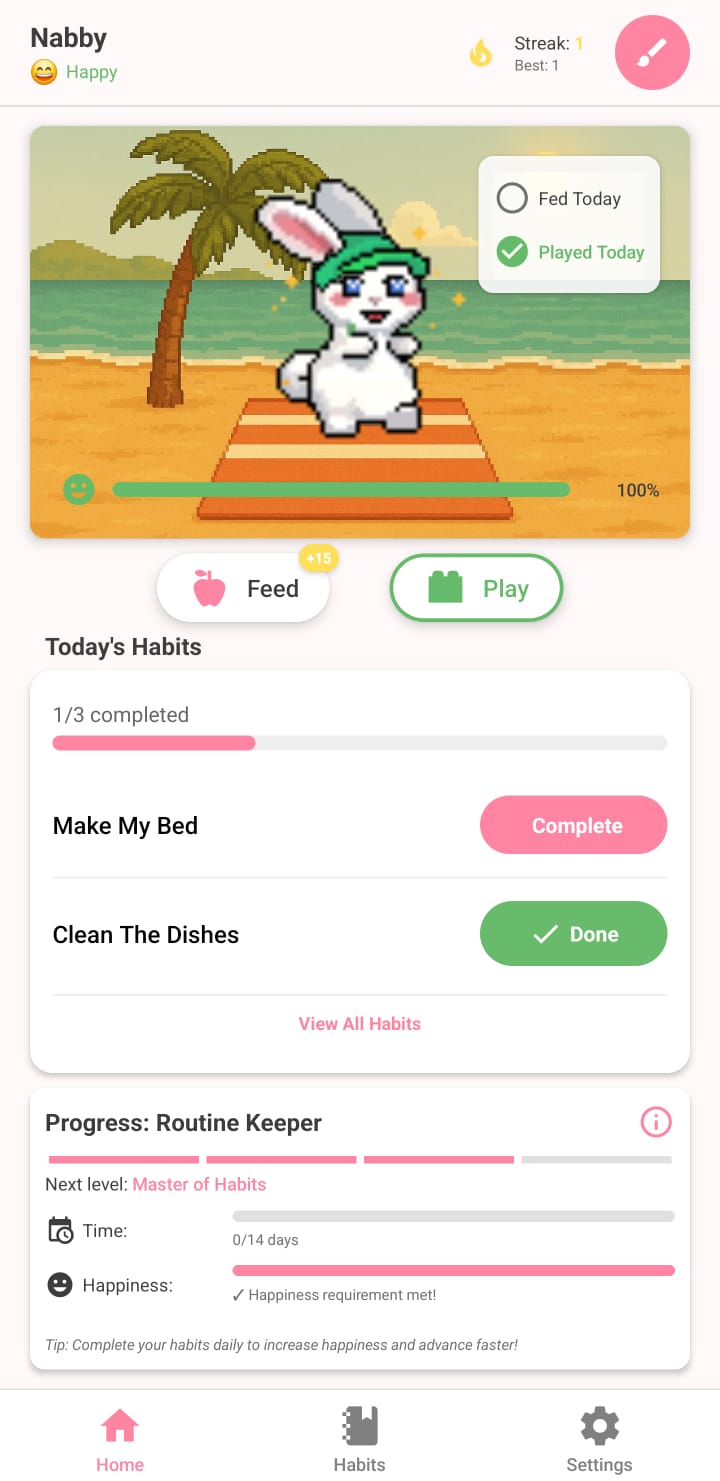 Nabby
Happy
Streak: 1
Best: 1
Fed Today
Played Today
100%
Feed
+15
Play
Today's Habits
1/3 completed
Make My Bed
Complete
Clean The Dishes
Done
View All Habits
Progress: Routine Keeper
Next level: Master of Habits
Time:
0/14 days
Happiness:
✓ Happiness requirement met!
Tip: Complete your habits daily to increase happiness and advance faster!
Home
Habits
Settings